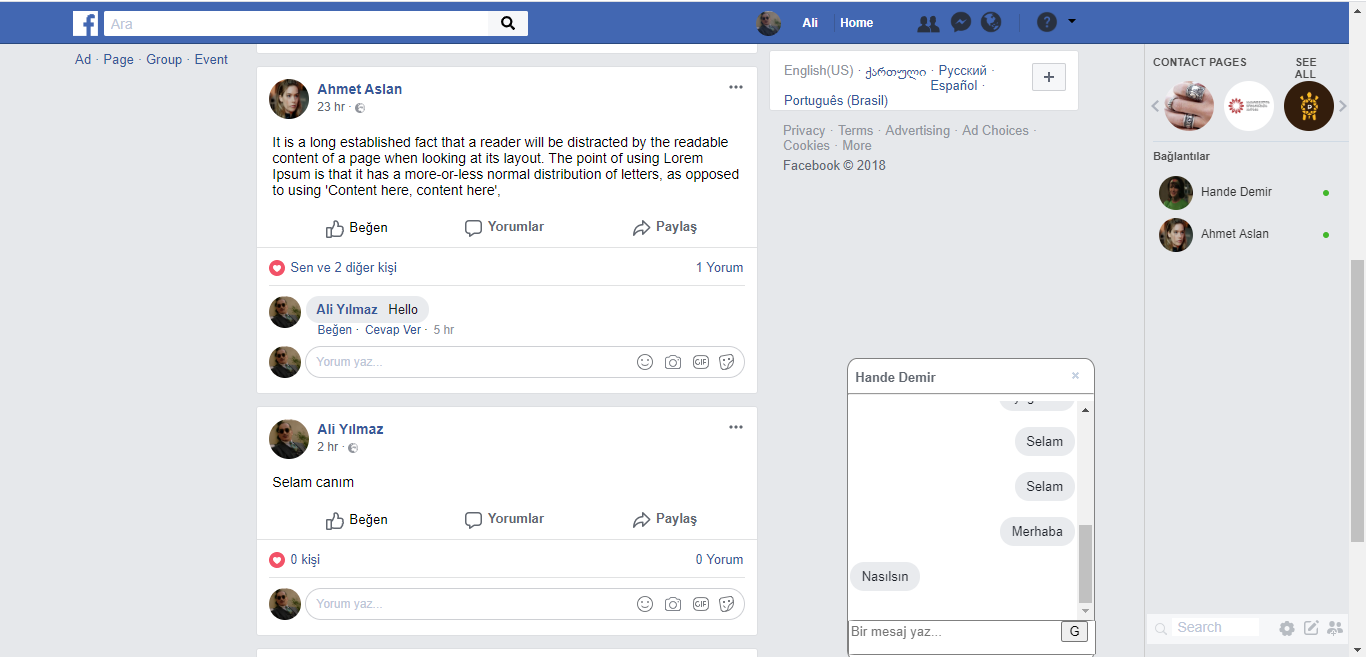 Ara
Ali
Home
Ad · Page · Group · Event
Ahmet Aslan
23 hr ·
It is a long established fact that a reader will be distracted by the readable
content of a page when looking at its layout. The point of using Lorem
Ipsum is that it has a more-or-less normal distribution of letters, as opposed
to using 'Content here, content here',
Beğen
Yorumlar
Paylaş
Sen ve 2 diğer kişi
1 Yorum
Ali Yılmaz Hello
Beğen · Cevap Ver · 5 hr
Yorum yaz...
GIF
Ali Yılmaz
2 hr ·
Selam canım
Beğen
Yorumlar
Paylaş
0 kişi
0 Yorum
Yorum yaz...
GIF
English(US) · ქართული · Русский ·
Español ·
Português (Brasil)
+
Privacy · Terms · Advertising · Ad Choices ·
Cookies · More
Facebook © 2018
Hande Demir
×
Selam
Selam
Merhaba
Nasılsın
Bir mesaj yaz...
G
CONTACT PAGES
SEE
ALL
Bağlantılar
Hande Demir
Ahmet Aslan
Search